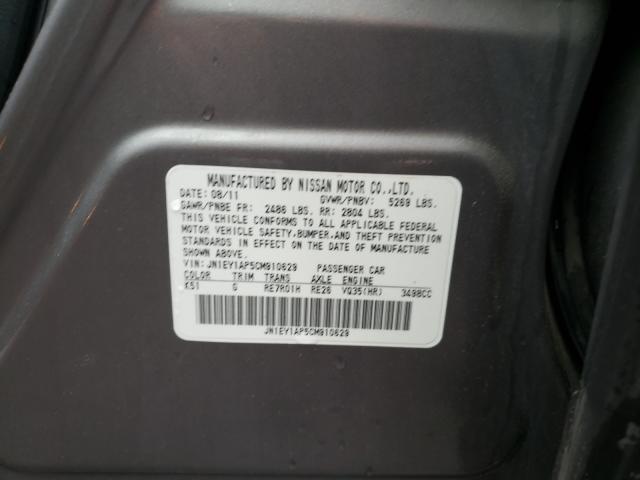 MANUFACTURED BY NISSAN MOTOR CO.,LTD.
DATE: 08/11 GVWR/PNBV: 5269 LBS.
GAWR/PNBE FR: 2486 LBS. RR: 2804 LBS.
THIS VEHICLE CONFORMS TO ALL APPLICABLE FEDERAL
MOTOR VEHICLE SAFETY,BUMPER,AND THEFT PREVENTION
STANDARDS IN EFFECT ON THE DATE OF MANUFACTURE
SHOWN ABOVE.
VIN: JN1EY1AP5CM910629 PASSENGER CAR
COLOR TRIM TRANS AXLE ENGINE
K51 G RE7R01H RE26 VQ35(HR) 3498CC
JN1EY1AP5CM910629